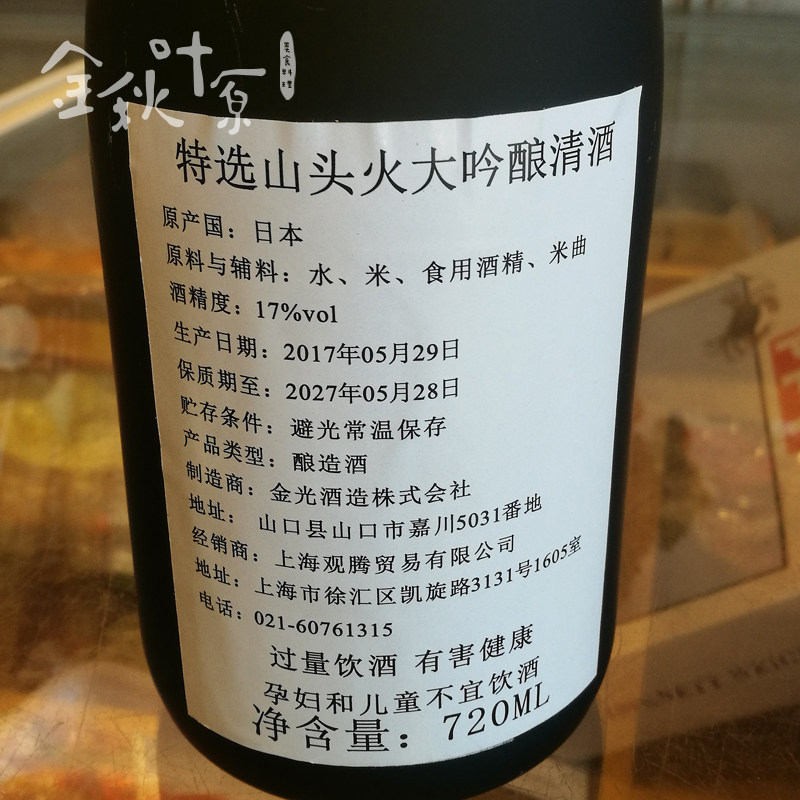 金秋叶原
美食料理
特选山头火大吟酿清酒
原产国：日本
原料与辅料：水、米、食用酒精、米曲
酒精度：17%vol
生产日期：2017年05月29日
保质期至：2027年05月28日
贮存条件：避光常温保存
产品类型：酿造酒
制造商：金光酒造株式会社
地址：山口县山口市嘉川5031番地
经销商：上海观腾贸易有限公司
地址：上海市徐汇区凯旋路3131号1605室
电话：021-60761315
过量饮酒 有害健康
孕妇和儿童不宜饮酒
净含量：720ML